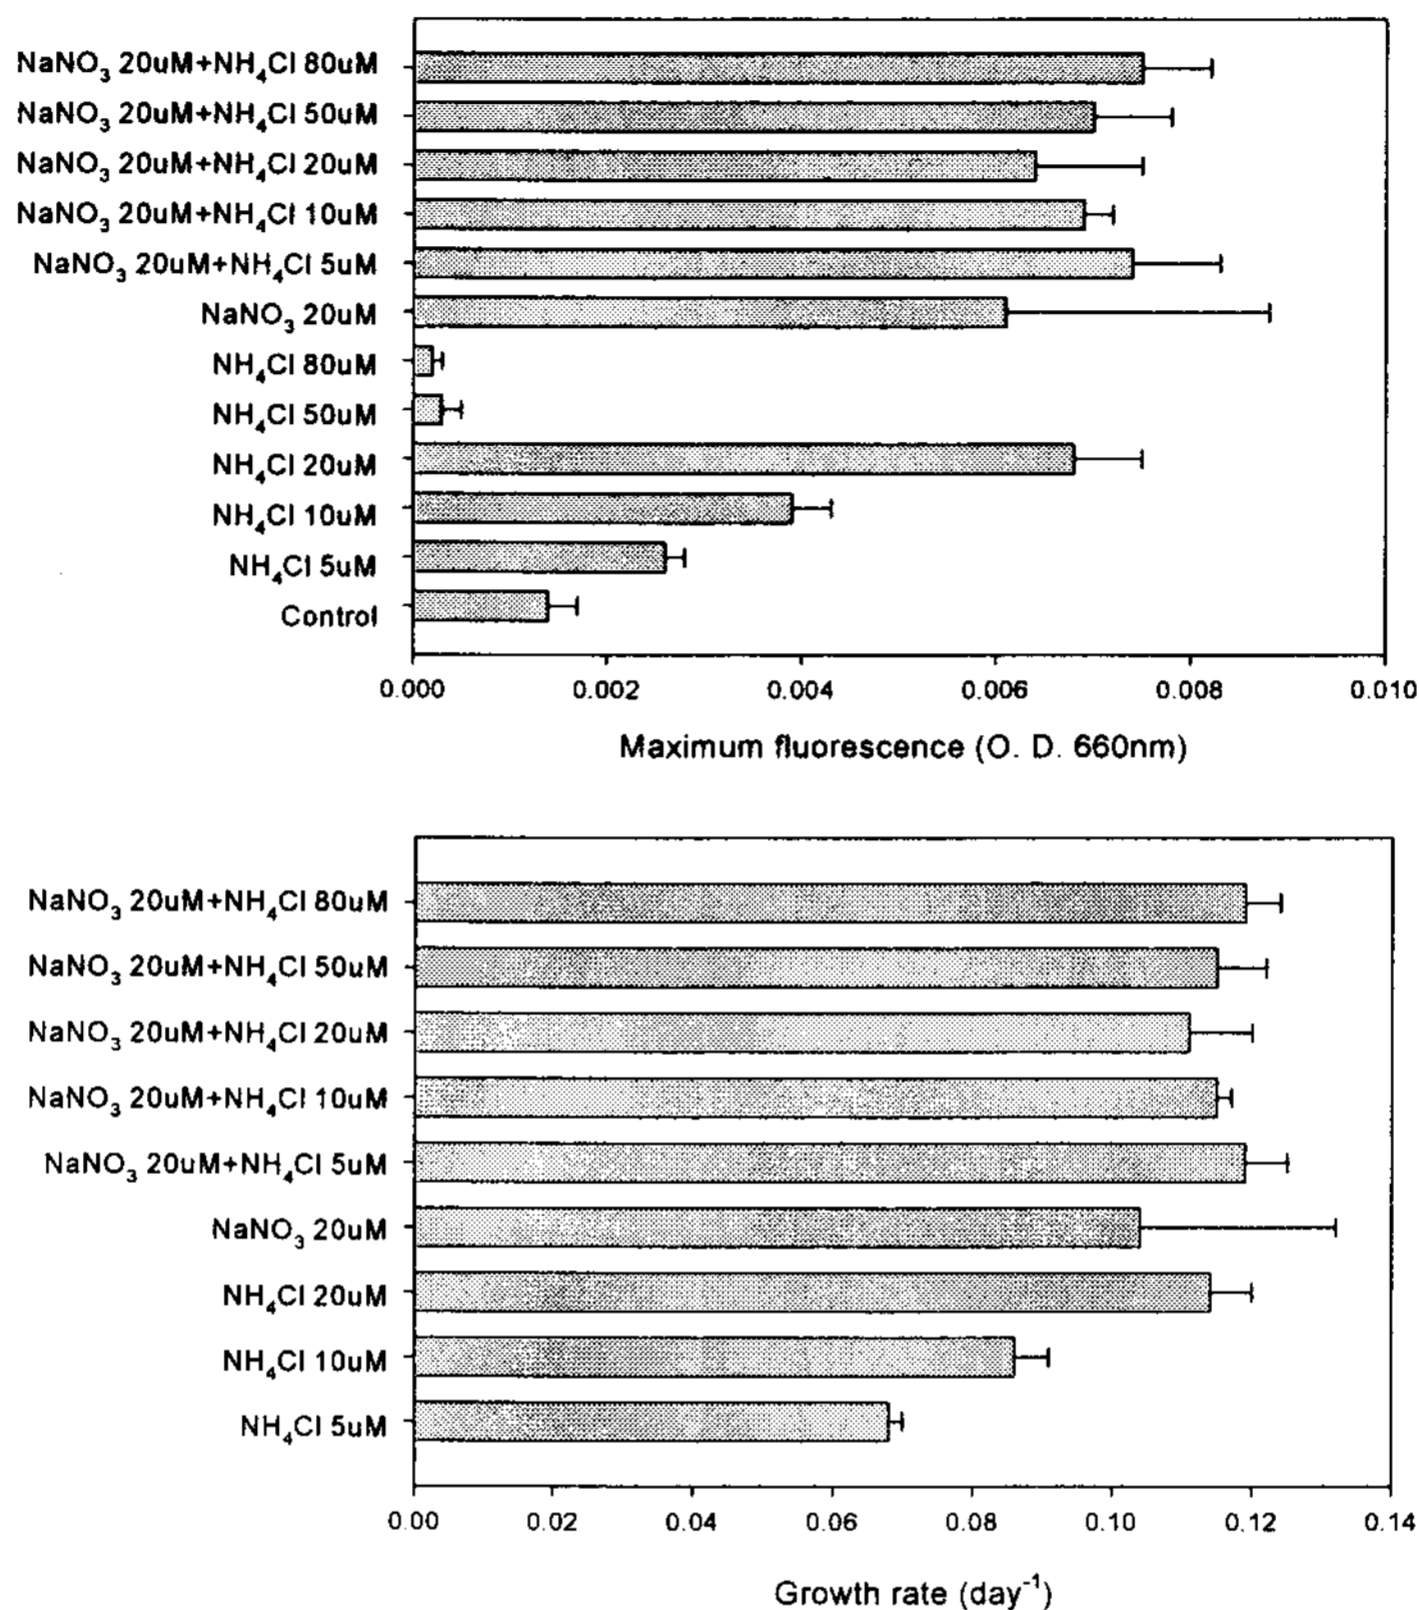 NaNO₃ 20uM+NH₄Cl 80uM
NaNO₃ 20uM+NH₄Cl 50uM
NaNO₃ 20uM+NH₄Cl 20uM
NaNO₃ 20uM+NH₄Cl 10uM
NaNO₃ 20uM+NH₄Cl 5uM
NaNO₃ 20uM
NH₄Cl 80uM
NH₄Cl 50uM
NH₄Cl 20uM
NH₄Cl 10uM
NH₄Cl 5uM
Control
0.000 0.002 0.004 0.006 0.008 0.010
Maximum fluorescence (O. D. 660nm)
NaNO₃ 20uM+NH₄Cl 80uM
NaNO₃ 20uM+NH₄Cl 50uM
NaNO₃ 20uM+NH₄Cl 20uM
NaNO₃ 20uM+NH₄Cl 10uM
NaNO₃ 20uM+NH₄Cl 5uM
NaNO₃ 20uM
NH₄Cl 20uM
NH₄Cl 10uM
NH₄Cl 5uM
0.00 0.02 0.04 0.06 0.08 0.10 0.12 0.14
Growth rate (day⁻¹)